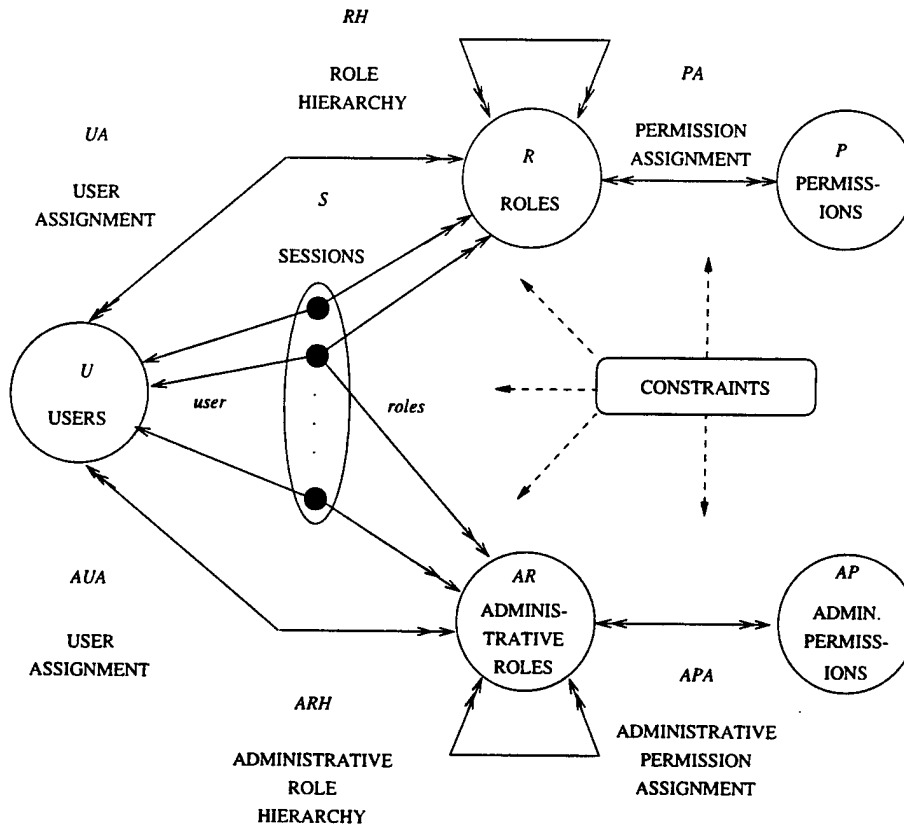 RH
ROLE
HIERARCHY
PA
PERMISSION
ASSIGNMENT
UA
USER
ASSIGNMENT
R
ROLES
P
PERMISS-
IONS
S
SESSIONS
U
USERS
user
roles
CONSTRAINTS
AUA
USER
ASSIGNMENT
AR
ADMINIS-
TRATIVE
ROLES
AP
ADMIN.
PERMISS-
IONS
ARH
ADMINISTRATIVE
ROLE
HIERARCHY
APA
ADMINISTRATIVE
PERMISSION
ASSIGNMENT